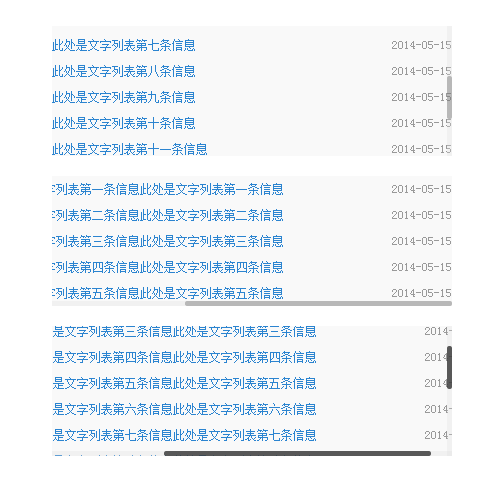 此处是文字列表第七条信息 2014-05-15
此处是文字列表第八条信息 2014-05-15
此处是文字列表第九条信息 2014-05-15
此处是文字列表第十条信息 2014-05-15
此处是文字列表第十一条信息 2014-05-15
字列表第一条信息此处是文字列表第一条信息 2014-05-15
字列表第二条信息此处是文字列表第二条信息 2014-05-15
字列表第三条信息此处是文字列表第三条信息 2014-05-15
字列表第四条信息此处是文字列表第四条信息 2014-05-15
字列表第五条信息此处是文字列表第五条信息 2014-05-15
是文字列表第三条信息此处是文字列表第三条信息 2014-
是文字列表第四条信息此处是文字列表第四条信息 2014-
是文字列表第五条信息此处是文字列表第五条信息 2014-
是文字列表第六条信息此处是文字列表第六条信息 2014-
是文字列表第七条信息此处是文字列表第七条信息 2014-